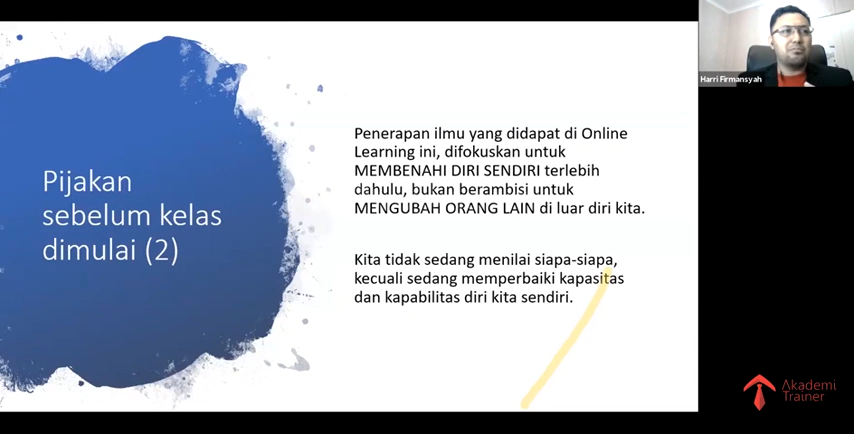 Pijakan
sebelum kelas
dimulai (2)
Penerapan ilmu yang didapat di Online
Learning ini, difokuskan untuk
MEMBENAHI DIRI SENDIRI terlebih
dahulu, bukan berambisi untuk
MENGUBAH ORANG LAIN di luar diri kita.
Kita tidak sedang menilai siapa-siapa,
kecuali sedang memperbaiki kapasitas
dan kapabilitas diri kita sendiri.
Harri Firmansyah
Akademi
Trainer